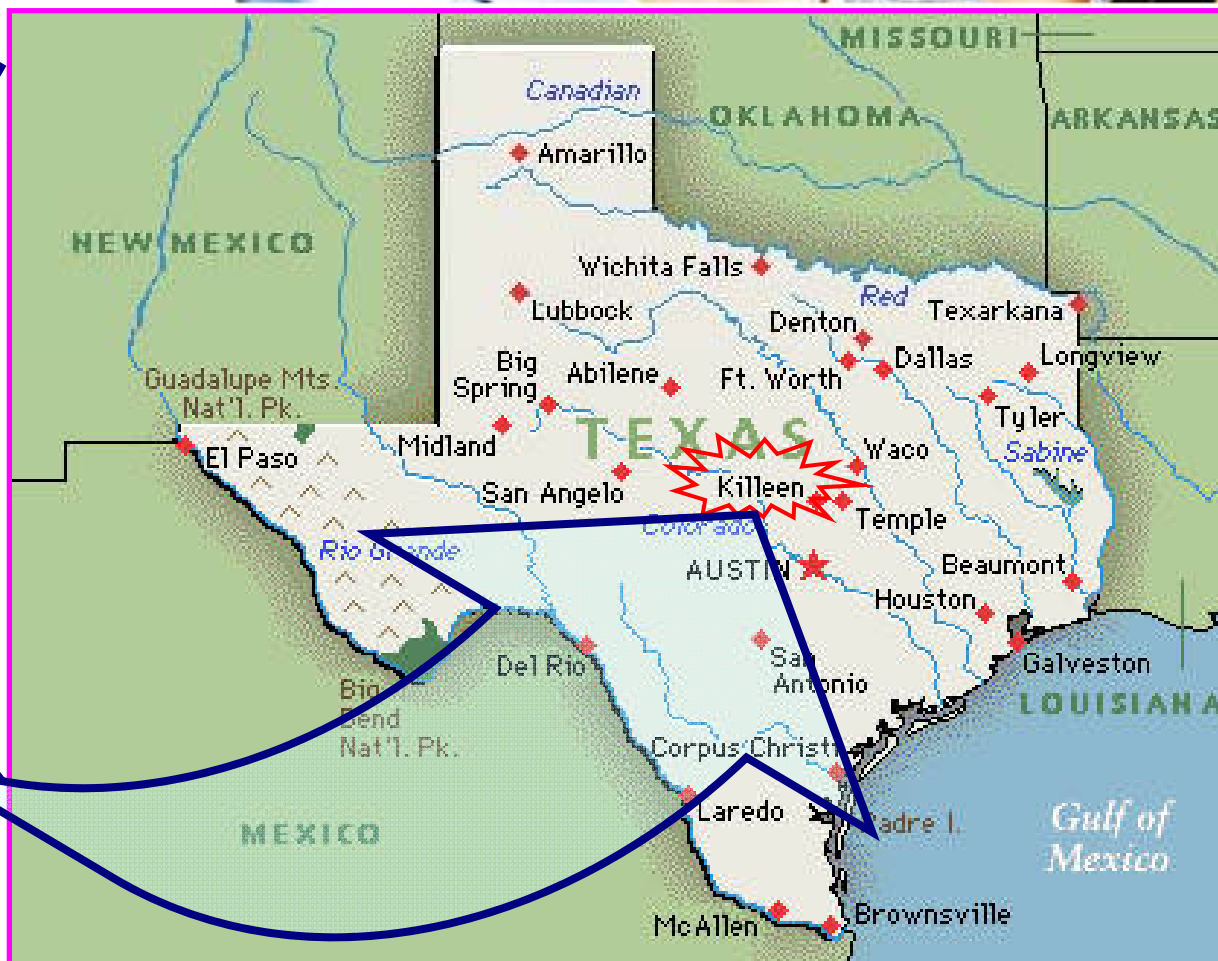 MISSOURI
Canadian
OKLAHOMA
ARKANSAS
Amarillo
NEW MEXICO
Wichita Falls
Red
Lubbock
Texarkana
Denton
Big
Spring
Abilene
Dallas
Longview
Guadalupe Mts.
Nat'l. Pk.
Ft. Worth
Tyler
TEXAS
Midland
El Paso
Waco
Sabine
San Angelo
Killeen
Temple
Colorado
Rio Grande
AUSTIN
Beaumont
Houston
Del Rio
San
Antonio
Galveston
Big
Bend
Nat'l. Pk.
LOUISIANA
Corpus Christi
Laredo
Padre I.
Gulf of
Mexico
MEXICO
McAllen
Brownsville